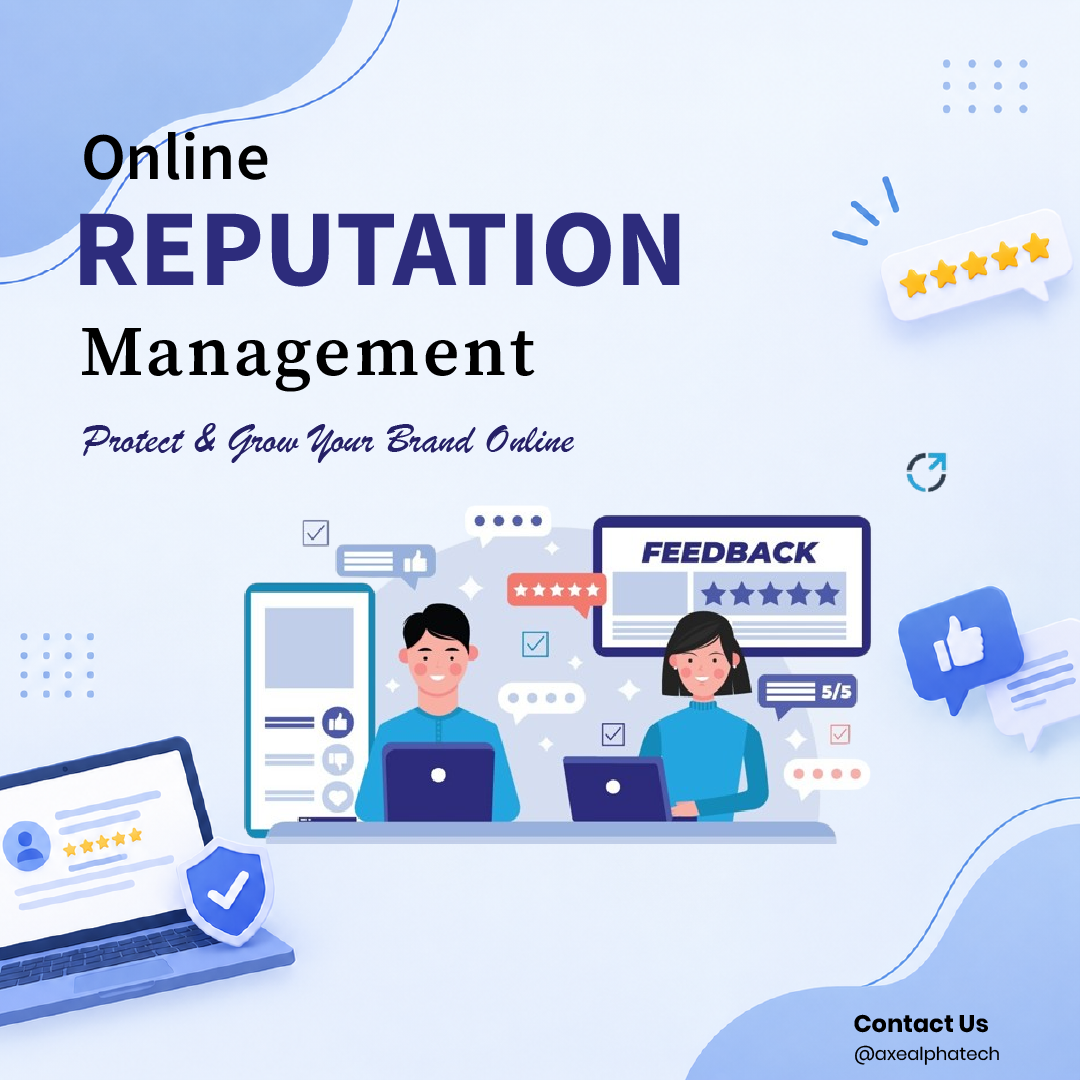 Online
REPUTATION
Management
Protect & Grow Your Brand Online
FEEDBACK
5/5
Contact Us
@axealphatech